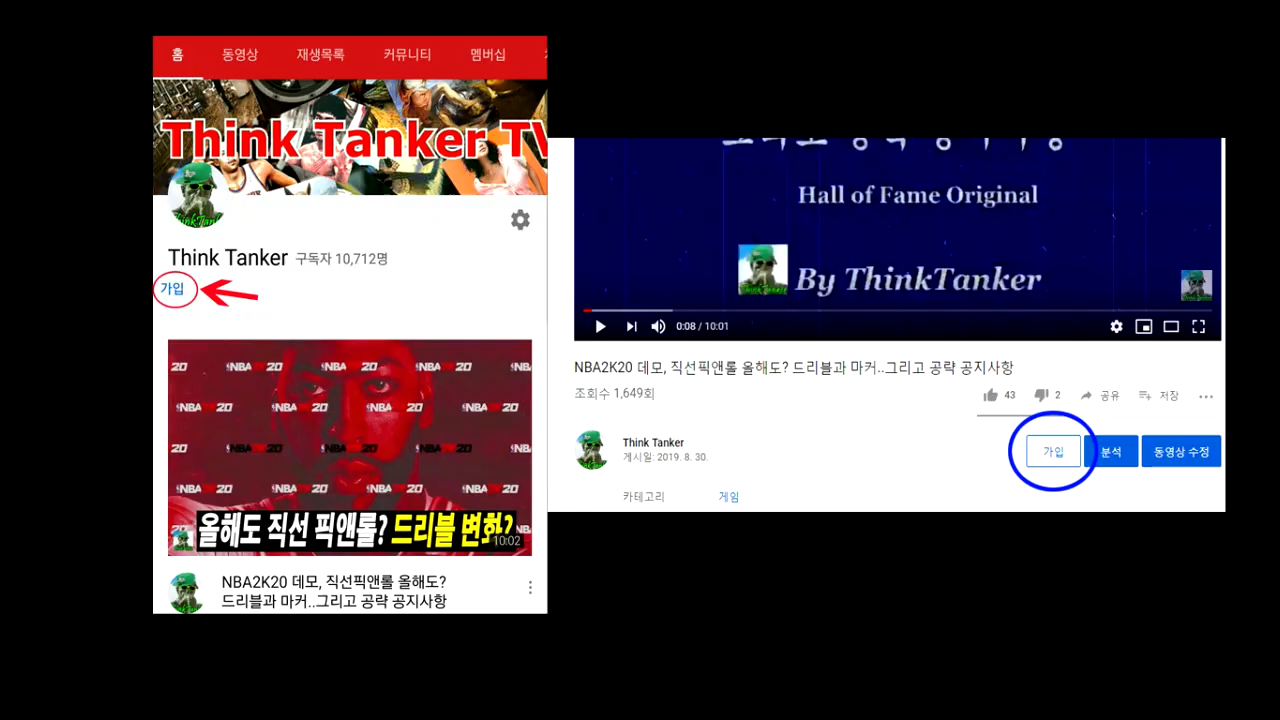 홈 동영상 재생목록 커뮤니티 멤버십
Think Tanker TV
ThinkTank
Think Tanker 구독자 10,712명
가입
NBA2K20
올해도 직선 픽앤롤? 드리블 변화?
10:02
NBA2K20 데모, 직선픽앤롤 올해도?
드리블과 마커..그리고 공략 공지사항
Hall of Fame Original
By ThinkTanker
0:08 / 10:01
NBA2K20 데모, 직선픽앤롤 올해도? 드리블과 마커..그리고 공략 공지사항
조회수 1,649회
43 2 공유 저장
Think Tanker
게시일: 2019. 8. 30.
가입 분석 동영상 수정
카테고리 게임